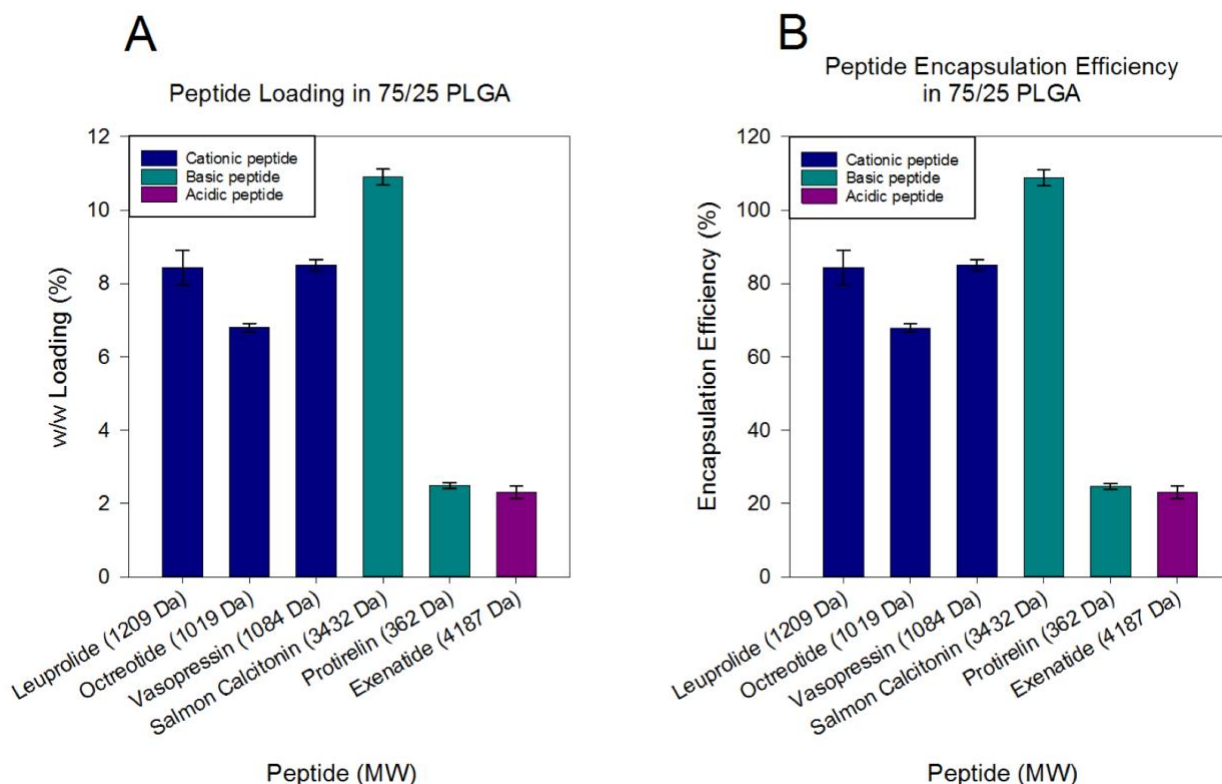 A
Peptide Loading in 75/25 PLGA
12
10
8
6
4
2
0
w/w Loading (%)
Cationic peptide
Basic peptide
Acidic peptide
Leuprolide (1209 Da)
Octreotide (1019 Da)
Vasopressin (1084 Da)
Salmon Calcitonin (3432 Da)
Protirelin (362 Da)
Exenatide (4187 Da)
Peptide (MW)
B
Peptide Encapsulation Efficiency
in 75/25 PLGA
120
100
80
60
40
20
0
Encapsulation Efficiency (%)
Cationic peptide
Basic peptide
Acidic peptide
Leuprolide (1209 Da)
Octreotide (1019 Da)
Vasopressin (1084 Da)
Salmon Calcitonin (3432 Da)
Protirelin (362 Da)
Exenatide (4187 Da)
Peptide (MW)